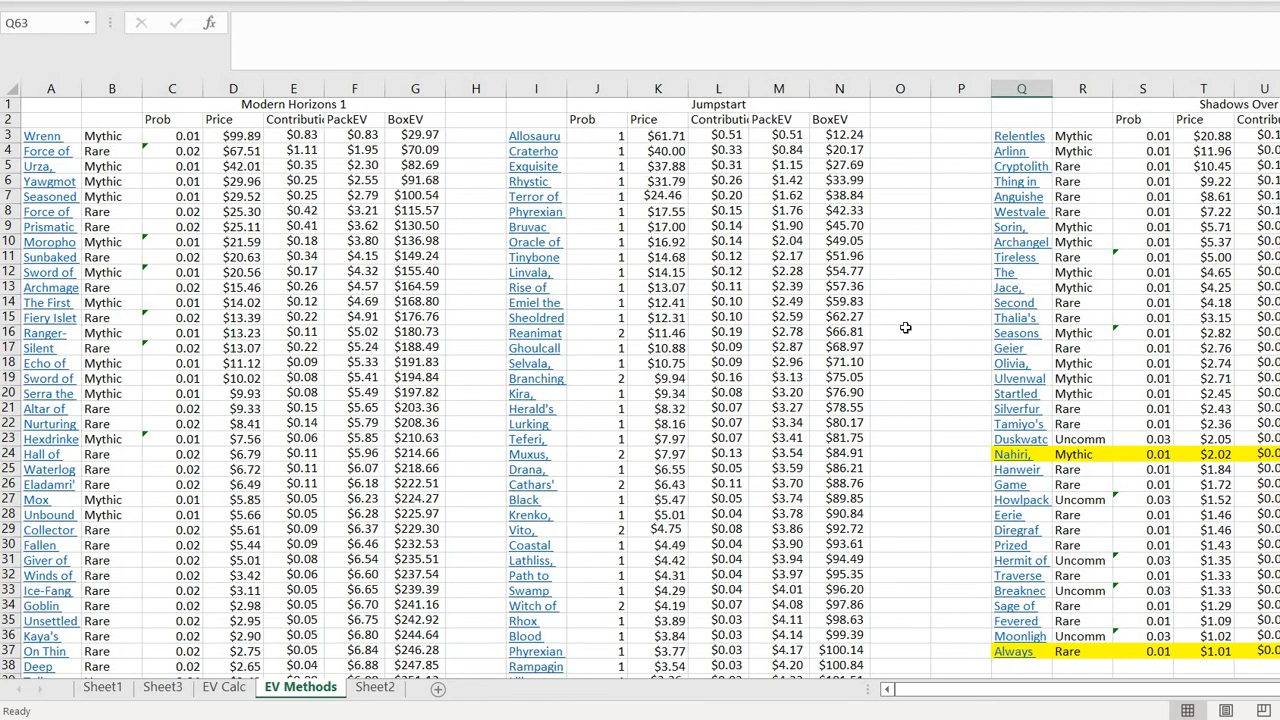 Q63 fx
A B C D E F G H I J K L M N O P Q R S T U
1 Modern Horizons 1 Jumpstart Shadows Over
2 Prob Price Contributi PackEV BoxEV Prob Price Contributi PackEV BoxEV Prob Price Contrib
3 Wrenn Mythic 0.01 $99.89 $0.83 $0.83 $29.97 Allosauru 1 $61.71 $0.51 $0.51 $12.24 Relentles Mythic 0.01 $20.88 $0.1
4 Force of Rare 0.02 $67.51 $1.11 $1.95 $70.09 Craterho 1 $40.00 $0.33 $0.84 $20.17 Arlinn Mythic 0.01 $11.96 $0.1
5 Urza, Mythic 0.01 $42.01 $0.35 $2.30 $82.69 Exquisite 1 $37.88 $0.31 $1.15 $27.69 Cryptolith Rare 0.01 $10.45 $0.1
6 Yawgmot Mythic 0.01 $29.96 $0.25 $2.55 $91.68 Rhystic 1 $31.79 $0.26 $1.42 $33.99 Thing in Rare 0.01 $9.22 $0.1
7 Seasoned Mythic 0.01 $29.52 $0.25 $2.79 $100.54 Terror of 1 $24.46 $0.20 $1.62 $38.84 Anguishe Rare 0.01 $8.61 $0.1
8 Force of Rare 0.02 $25.30 $0.42 $3.21 $115.57 Phyrexian 1 $17.55 $0.15 $1.76 $42.33 Westvale Rare 0.01 $7.22 $0.
9 Prismatic Rare 0.02 $25.11 $0.41 $3.62 $130.50 Bruvac 1 $17.00 $0.14 $1.90 $45.70 Sorin, Mythic 0.01 $5.71 $0.
10 Moropho Mythic 0.01 $21.59 $0.18 $3.80 $136.98 Oracle of 1 $16.92 $0.14 $2.04 $49.05 Archangel Mythic 0.01 $5.37 $0.
11 Sunbaked Rare 0.02 $20.63 $0.34 $4.15 $149.24 Tinybone 1 $14.68 $0.12 $2.17 $51.96 Tireless Rare 0.01 $5.00 $0.
12 Sword of Mythic 0.01 $20.56 $0.17 $4.32 $155.40 Linvala, 1 $14.15 $0.12 $2.28 $54.77 The Mythic 0.01 $4.65 $0.
13 Archmage Rare 0.02 $15.46 $0.26 $4.57 $164.59 Rise of 1 $13.07 $0.11 $2.39 $57.36 Jace, Mythic 0.01 $4.25 $0.
14 The First Mythic 0.01 $14.02 $0.12 $4.69 $168.80 Emiel the 1 $12.41 $0.10 $2.49 $59.83 Second Rare 0.01 $4.18 $0.
15 Fiery Islet Rare 0.02 $13.39 $0.22 $4.91 $176.76 Sheoldred 1 $12.31 $0.10 $2.59 $62.27 Thalia's Rare 0.01 $3.15 $0.
16 Ranger- Mythic 0.01 $13.23 $0.11 $5.02 $180.73 Reanimat 2 $11.46 $0.19 $2.78 $66.81 Seasons Mythic 0.01 $2.82 $0.
17 Silent Rare 0.02 $13.07 $0.22 $5.24 $188.49 Ghoulcall 1 $10.88 $0.09 $2.87 $68.97 Geier Rare 0.01 $2.76 $0.
18 Echo of Mythic 0.01 $11.12 $0.09 $5.33 $191.83 Selvala, 1 $10.75 $0.09 $2.96 $71.10 Olivia, Mythic 0.01 $2.74 $0.
19 Sword of Mythic 0.01 $10.02 $0.08 $5.41 $194.84 Branching 2 $9.94 $0.16 $3.13 $75.05 Ulvenwal Mythic 0.01 $2.71 $0.
20 Serra the Mythic 0.01 $9.93 $0.08 $5.49 $197.82 Kira, 1 $9.34 $0.08 $3.20 $76.90 Startled Mythic 0.01 $2.45 $0.
21 Altar of Rare 0.02 $9.33 $0.15 $5.65 $203.36 Herald's 1 $8.32 $0.07 $3.27 $78.55 Silverfur Rare 0.01 $2.43 $0.
22 Nurturing Rare 0.02 $8.41 $0.14 $5.79 $208.36 Lurking 1 $8.16 $0.07 $3.34 $80.17 Tamiyo's Rare 0.01 $2.36 $0.
23 Hexdrinke Mythic 0.01 $7.56 $0.06 $5.85 $210.63 Teferi, 1 $7.97 $0.07 $3.41 $81.75 Duskwatc Uncomm 0.03 $2.05 $0.
24 Hall of Rare 0.02 $6.79 $0.11 $5.96 $214.66 Muxus, 2 $7.97 $0.13 $3.54 $84.91 Nahiri, Mythic 0.01 $2.02 $0.
25 Waterlog Rare 0.02 $6.50 $0.11 $6.07 $218.66 Drana, 1 $6.55 $0.05 $3.59 $86.21 Hanweir Rare 0.01 $1.84 $0.
26 Eladamri' Rare 0.02 $6.49 $0.11 $6.18 $222.51 Cathars' 2 $6.43 $0.11 $3.70 $88.76 Game Rare 0.01 $1.72 $0.
27 Mox Mythic 0.01 $5.85 $0.05 $6.23 $224.27 Black 1 $5.47 $0.05 $3.74 $89.85 Howlpack Uncomm 0.03 $1.52 $0.
28 Unbound Mythic 0.01 $5.66 $0.05 $6.28 $225.97 Krenko, 1 $5.01 $0.04 $3.78 $90.84 Eerie Rare 0.01 $1.46 $0.
29 Collector Rare 0.02 $5.61 $0.09 $6.37 $229.30 Vito, 2 $4.75 $0.08 $3.86 $92.72 Diregraf Rare 0.01 $1.46 $0.
30 Fallen Rare 0.02 $5.44 $0.09 $6.46 $232.53 Coastal 1 $4.49 $0.04 $3.90 $93.61 Prized Rare 0.01 $1.43 $0.
31 Giver of Rare 0.02 $5.01 $0.08 $6.54 $235.51 Lathliss, 1 $4.42 $0.04 $3.94 $94.49 Hermit of Uncomm 0.03 $1.35 $0.
32 Winds of Rare 0.02 $3.42 $0.06 $6.60 $237.54 Path to 1 $4.31 $0.04 $3.97 $95.35 Traverse Rare 0.01 $1.33 $0.
33 Ice-Fang Rare 0.02 $3.11 $0.05 $6.65 $239.39 Swamp 1 $4.29 $0.04 $4.01 $96.20 Breaknec Uncomm 0.03 $1.33 $0.
34 Goblin Rare 0.02 $2.98 $0.05 $6.70 $241.16 Witch of 2 $4.19 $0.07 $4.08 $97.86 Sage of Rare 0.01 $1.29 $0.
35 Unsettled Rare 0.02 $2.95 $0.05 $6.75 $242.92 Rhox 1 $3.89 $0.03 $4.11 $98.63 Fevered Rare 0.01 $1.09 $0.
36 Kaya's Rare 0.02 $2.90 $0.05 $6.80 $244.64 Blood 1 $3.84 $0.03 $4.14 $99.39 Moonligh Uncomm 0.03 $1.02 $0.
37 On Thin Rare 0.02 $2.75 $0.05 $6.84 $246.28 Phyrexian 1 $3.77 $0.03 $4.17 $100.14 Always Rare 0.01 $1.01 $0.
38 Deep Rare 0.02 $2.65 $0.04 $6.88 $247.85 Rampagin 1 $3.54 $0.03 $4.20 $100.84
Sheet1 Sheet3 EV Calc EV Methods Sheet2
Ready